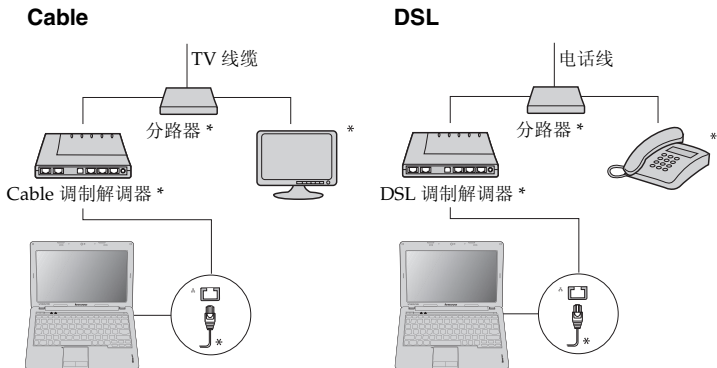 Cable
TV 线缆
分路器 *
*
Cable 调制解调器 *
*
DSL
电话线
分路器 *
*
DSL 调制解调器 *
*